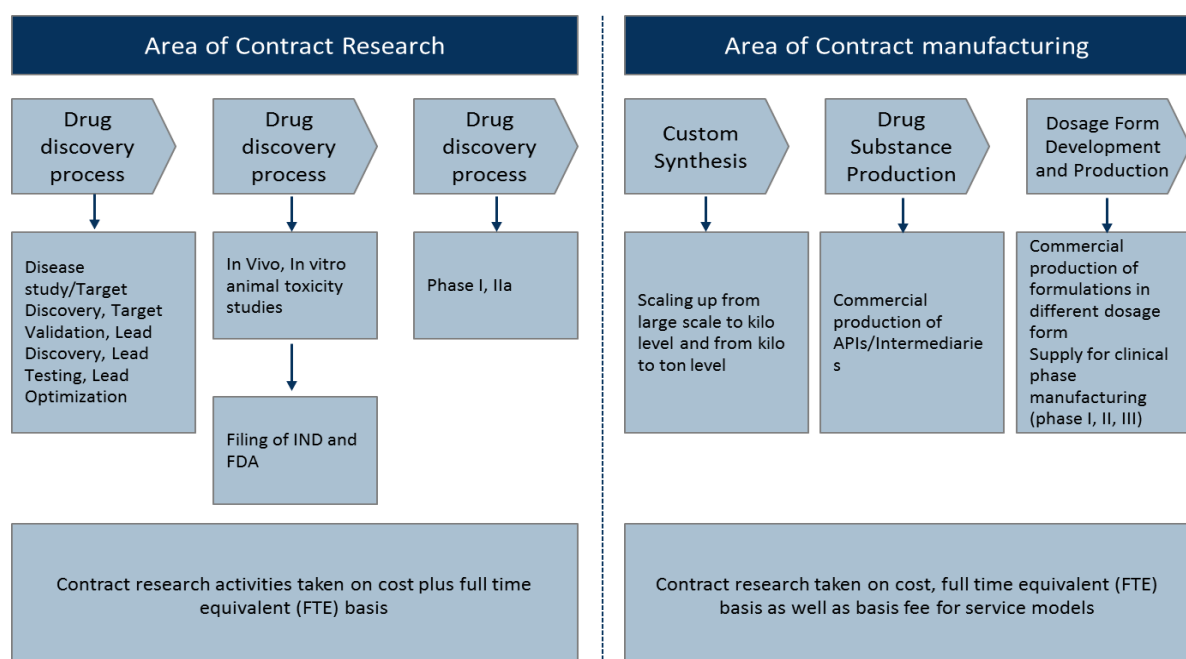 Area of Contract Research
Drug
discovery
process
Drug
discovery
process
Drug
discovery
process
Disease
study/Target
Discovery, Target
Validation, Lead
Discovery, Lead
Testing, Lead
Optimization
In Vivo, In vitro
animal toxicity
studies
Phase I, IIa
Filing of IND and
FDA
Contract research activities taken on cost plus full time
equivalent (FTE) basis
Area of Contract manufacturing
Custom
Synthesis
Drug
Substance
Production
Dosage Form
Development
and Production
Scaling up from
large scale to kilo
level and from kilo
to ton level
Commercial
production of
APIs/Intermediarie
s
Commercial
production of
formulations in
different dosage
form
Supply for clinical
phase
manufacturing
(phase I, II, III)
Contract research taken on cost, full time equivalent (FTE)
basis as well as basis fee for service models